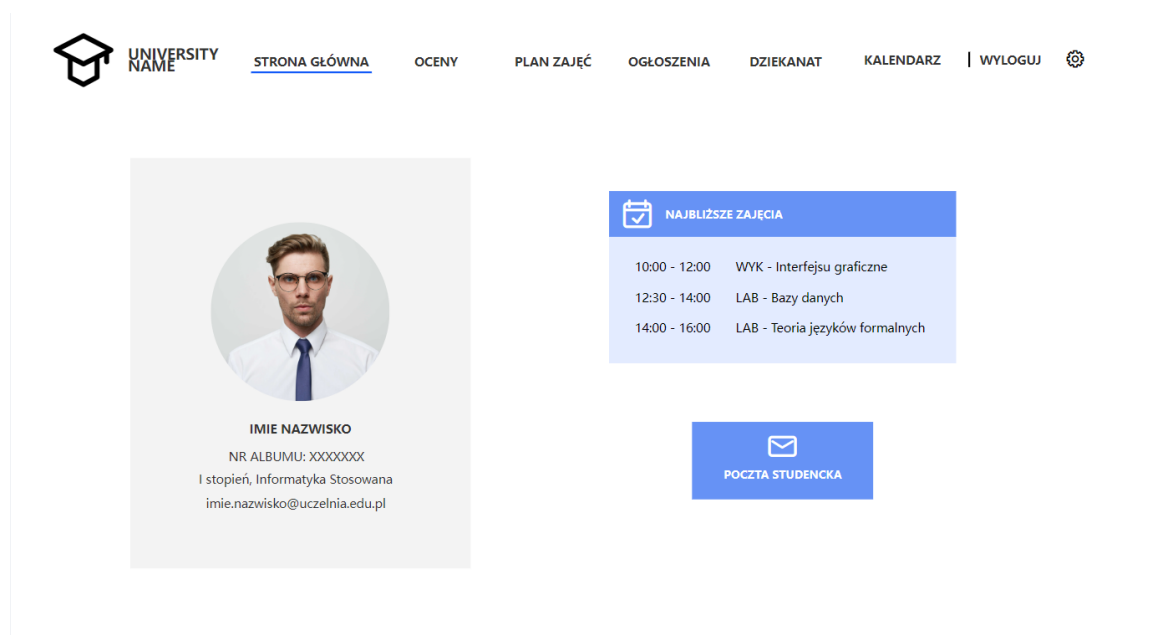 UNIVERSITY
NAME
STRONA GŁÓWNA OCENY PLAN ZAJĘĆ OGŁOSZENIA DZIEKANAT KALENDARZ WYLOGUJ
IMIE NAZWISKO
NR ALBUMU: XXXXXXX
I stopień, Informatyka Stosowana
imie.nazwisko@uczelnia.edu.pl
NAJBLIŻSZE ZAJĘCIA
10:00 - 12:00 WYK - Interfejsu graficzne
12:30 - 14:00 LAB - Bazy danych
14:00 - 16:00 LAB - Teoria języków formalnych
POCZTA STUDENCKA